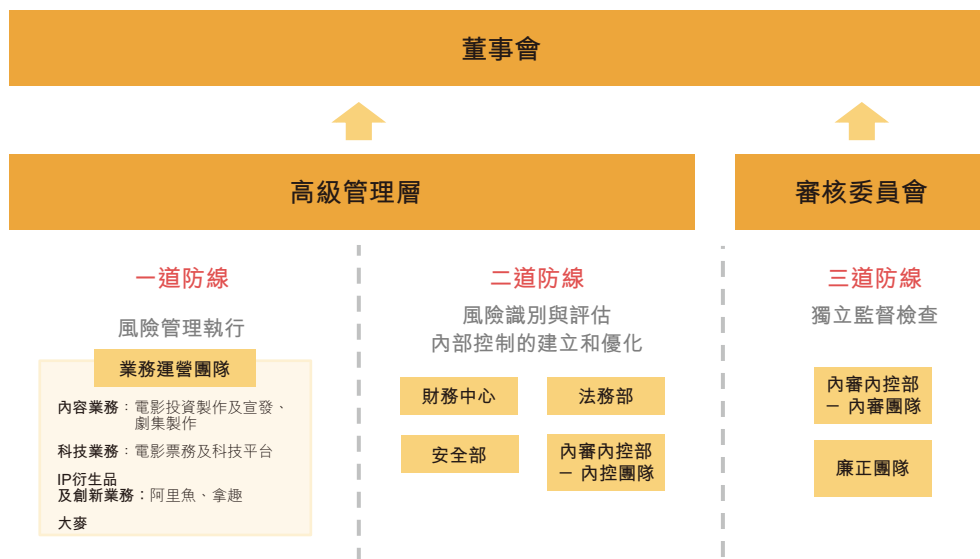 董事會
高級管理層
審核委員會
一道防線
風險管理執行
業務運營團隊
內容業務：電影投資製作及宣發、
劇集製作
科技業務：電影票務及科技平台
IP衍生品
及創新業務：阿里魚、拿趣
大麥
二道防線
風險識別與評估
內部控制的建立和優化
財務中心
法務部
安全部
內審內控部
－ 內控團隊
三道防線
獨立監督檢查
內審內控部
－ 內審團隊
廉正團隊